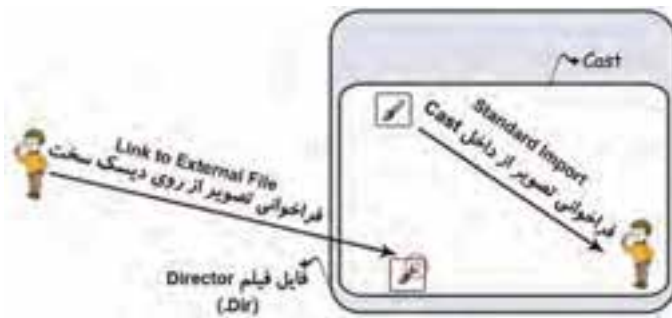 Cast
Standard Import
فراخوانی تصویر از داخل Cast
Link to External File
فراخوانی تصویر از روی دیسک سخت
فایل فیلم Director
(.Dir)